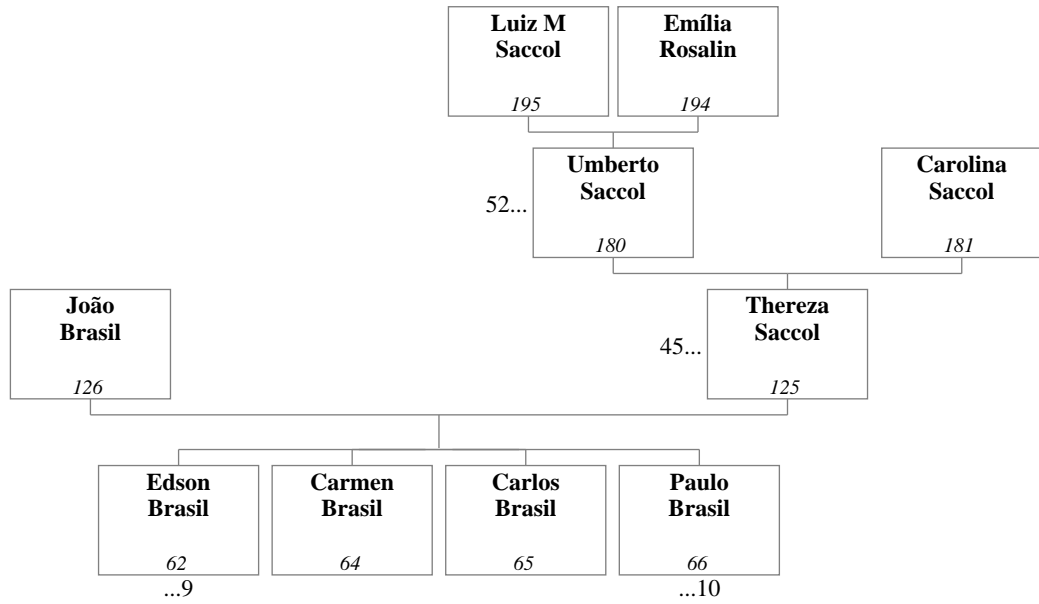 Luiz M
Saccol
195
Emília
Rosalin
194
52...
Umberto
Saccol
180
Carolina
Saccol
181
João
Brasil
126
45...
Thereza
Saccol
125
Edson
Brasil
62
...9
Carmen
Brasil
64
Carlos
Brasil
65
Paulo
Brasil
66
...10